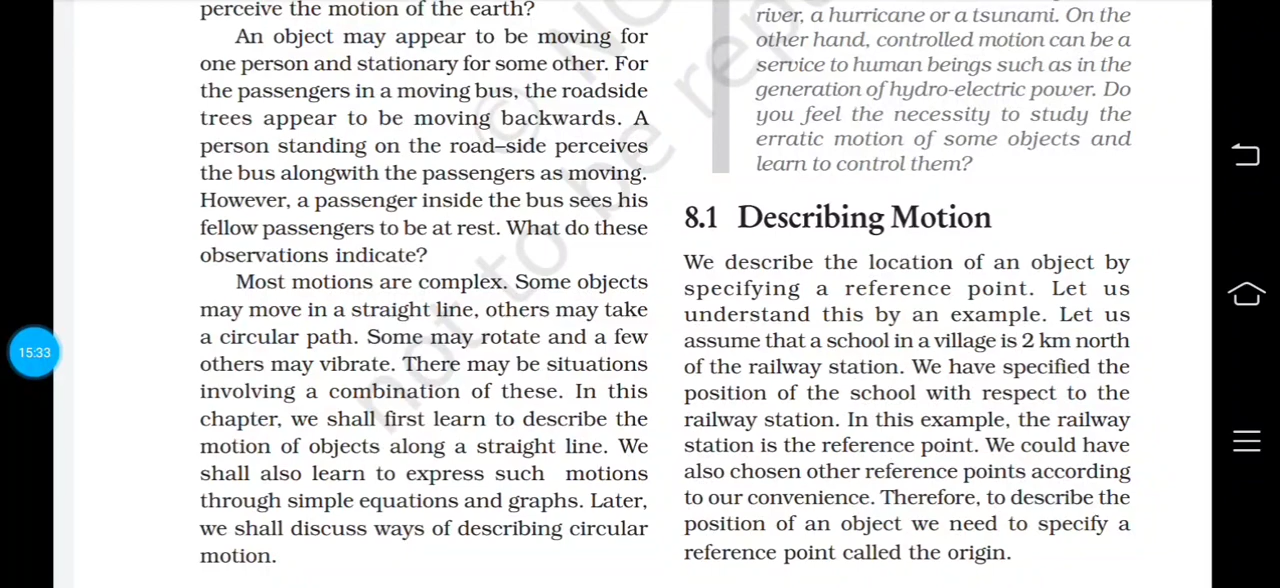 perceive the motion of the earth?
An object may appear to be moving for
one person and stationary for some other. For
the passengers in a moving bus, the roadside
trees appear to be moving backwards. A
person standing on the road–side perceives
the bus alongwith the passengers as moving.
However, a passenger inside the bus sees his
fellow passengers to be at rest. What do these
observations indicate?
Most motions are complex. Some objects
may move in a straight line, others may take
a circular path. Some may rotate and a few
others may vibrate. There may be situations
involving a combination of these. In this
chapter, we shall first learn to describe the
motion of objects along a straight line. We
shall also learn to express such motions
through simple equations and graphs. Later,
we shall discuss ways of describing circular
motion.
river, a hurricane or a tsunami. On the
other hand, controlled motion can be a
service to human beings such as in the
generation of hydro-electric power. Do
you feel the necessity to study the
erratic motion of some objects and
learn to control them?
8.1 Describing Motion
We describe the location of an object by
specifying a reference point. Let us
understand this by an example. Let us
assume that a school in a village is 2 km north
of the railway station. We have specified the
position of the school with respect to the
railway station. In this example, the railway
station is the reference point. We could have
also chosen other reference points according
to our convenience. Therefore, to describe the
position of an object we need to specify a
reference point called the origin.
15:33
not to be